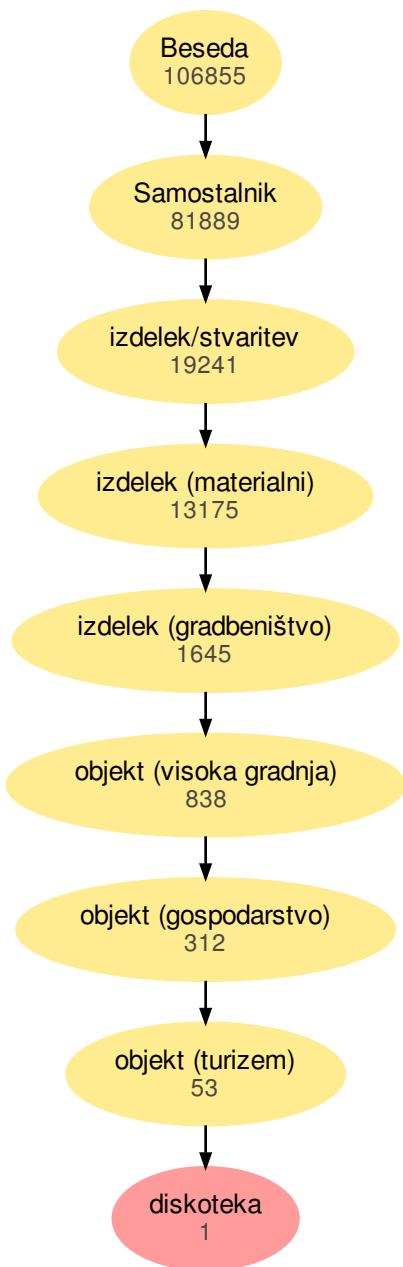 Beseda
106855
Samostalnik
81889
izdelek/stvaritev
19241
izdelek (materialni)
13175
izdelek (gradbeništvo)
1645
objekt (visoka gradnja)
838
objekt (gospodarstvo)
312
objekt (turizem)
53
diskoteka
1